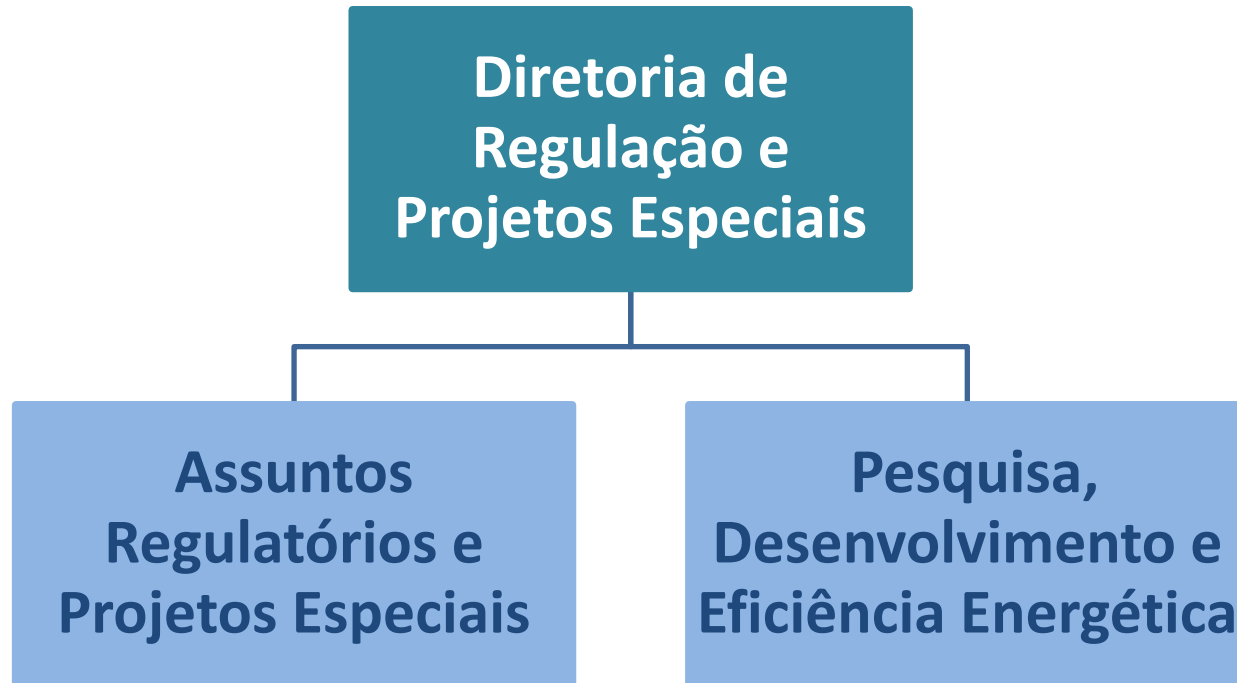 Diretoria de
Regulação e
Projetos Especiais
Assuntos
Regulatórios e
Projetos Especiais
Pesquisa,
Desenvolvimento e
Eficiência Energética